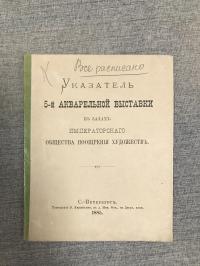 Все расписано
УКАЗАТЕЛЬ
5-й АКВАРЕЛЬНОЙ ВЫСТАВКИ
ВЪ ЗАЛАХЪ
ИМПЕРАТОРСКАГО
ОБЩЕСТВА ПООЩРЕНІЯ ХУДОЖЕСТВЪ.
С.-ПЕТЕРБУРГЪ.
1885.